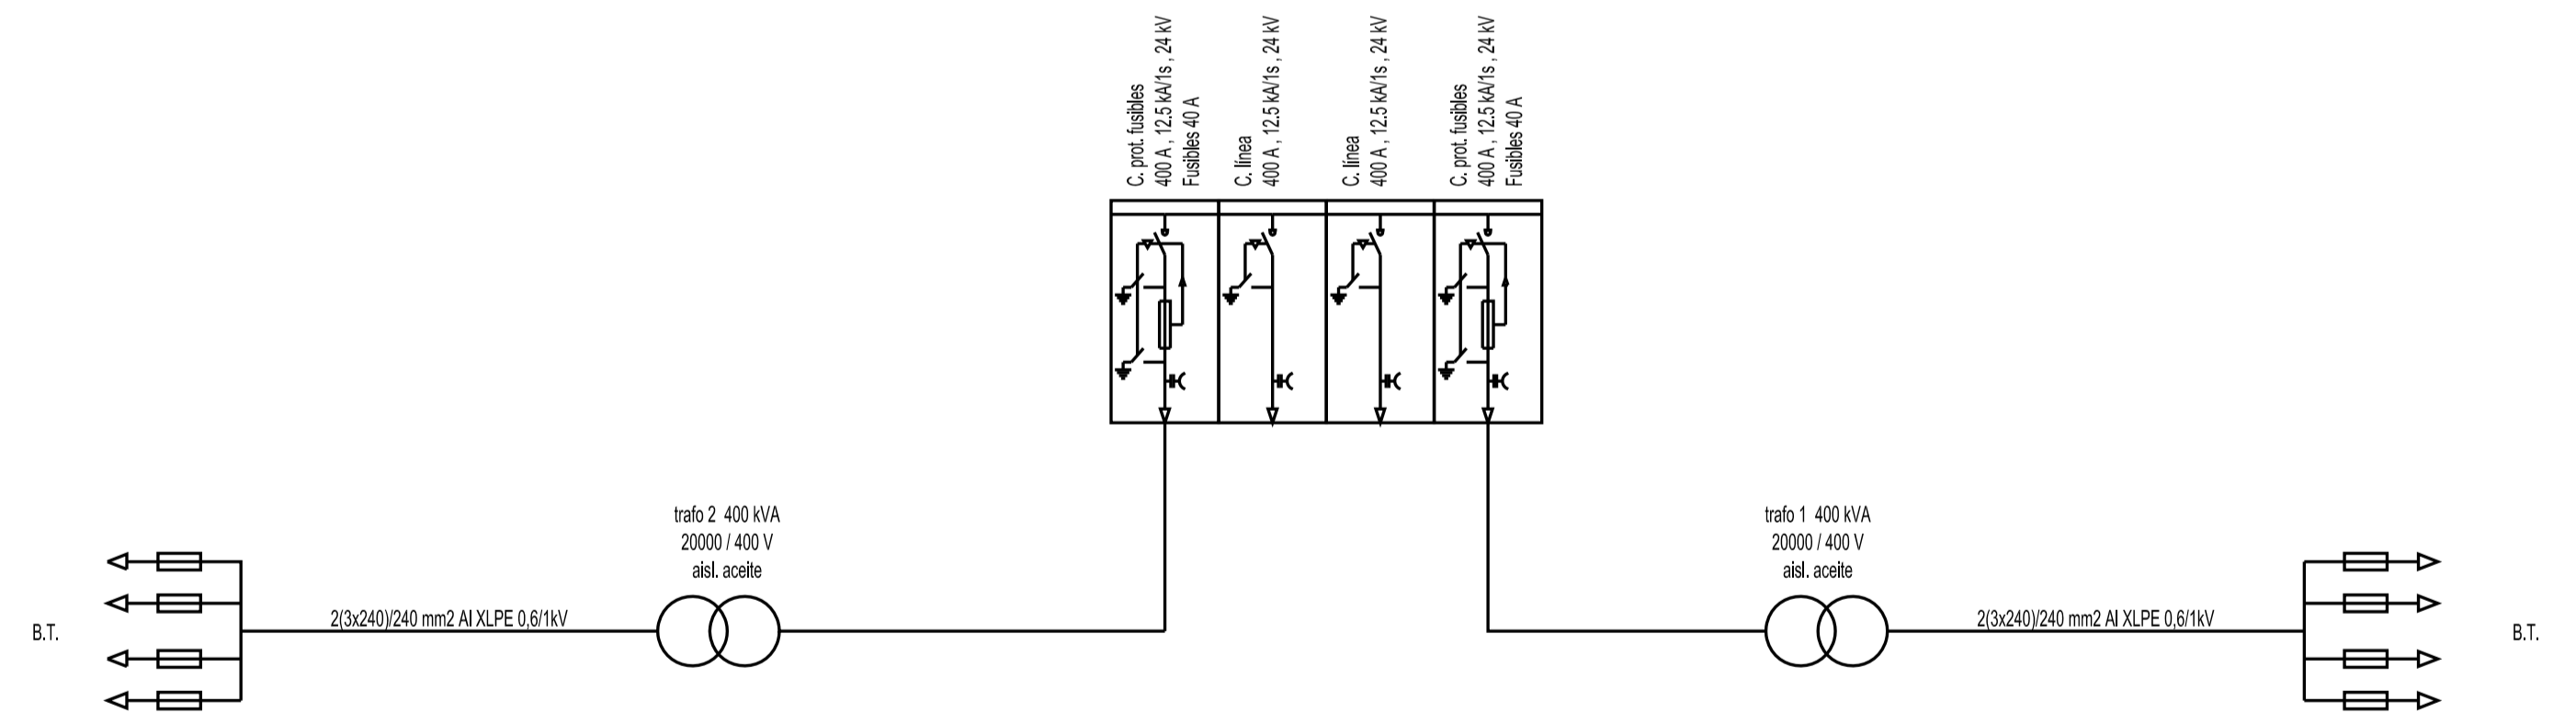 C. prot. fusibles
400 A , 12.5 kA/1s , 24 kV
Fusibles 40 A
C. línea
400 A , 12.5 kA/1s , 24 kV
C. línea
400 A , 12.5 kA/1s , 24 kV
C. prot. fusibles
400 A , 12.5 kA/1s , 24 kV
Fusibles 40 A
trafo 2 400 kVA
20000 / 400 V
aisl. aceite
trafo 1 400 kVA
20000 / 400 V
aisl. aceite
B.T.
2(3x240)/240 mm2 Al XLPE 0,6/1kV
2(3x240)/240 mm2 Al XLPE 0,6/1kV
B.T.